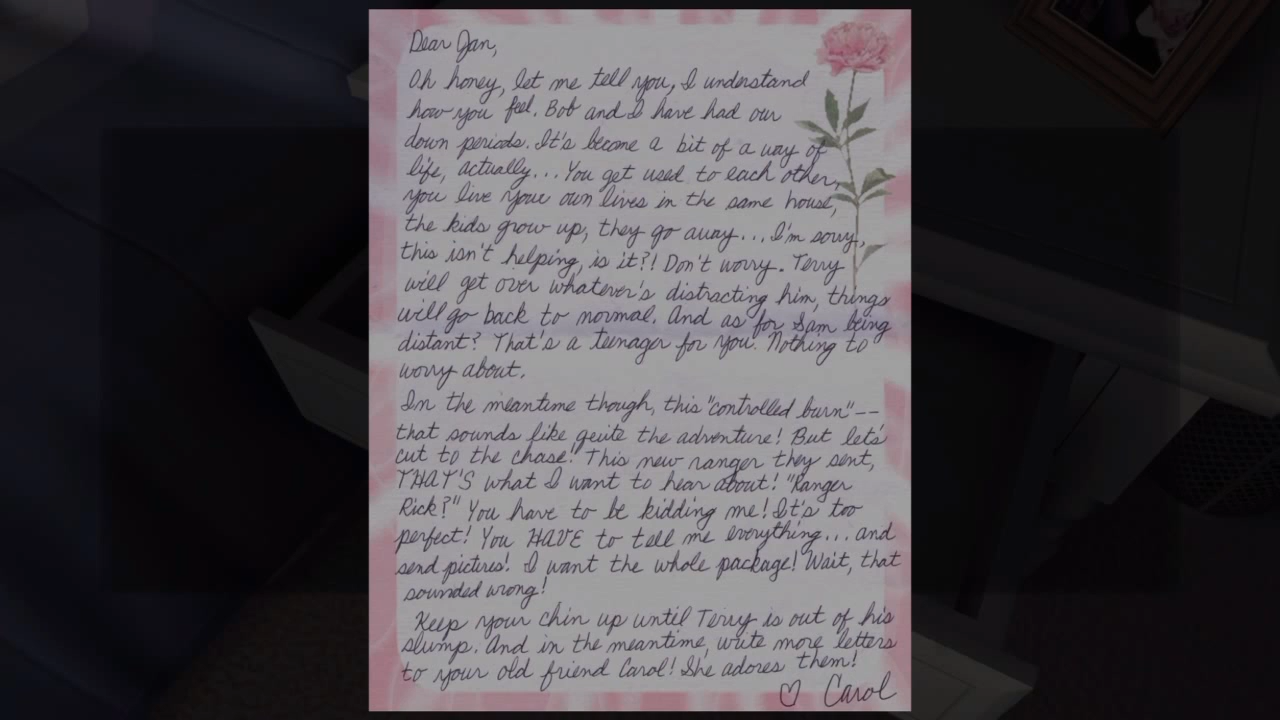 Dear Jan,
Oh honey, let me tell you, I understand
how you feel. Bob and I have had our
down periods. It's become a bit of a way of
life, actually... You get used to each other,
you live your own lives in the same house,
the kids grow up, they go away... I'm sorry,
this isn't helping, is it?! Don't worry. Terry
will get over whatever's distracting him, things
will go back to normal. And as for Sam being
distant? That's a teenager for you. Nothing to
worry about.
In the meantime though, this "controlled burn"--
that sounds like quite the adventure! But let's
cut to the chase! This new ranger they sent,
THAT'S what I want to hear about! "Ranger
Rick?" You have to be kidding me! It's too
perfect! You HAVE to tell me everything... and
send pictures! I want the whole package! Wait, that
sounded wrong!
Keep your chin up until Terry is out of his
slump. And in the meantime, write more letters
to your old friend Carol! She adores them!
♡ Carol